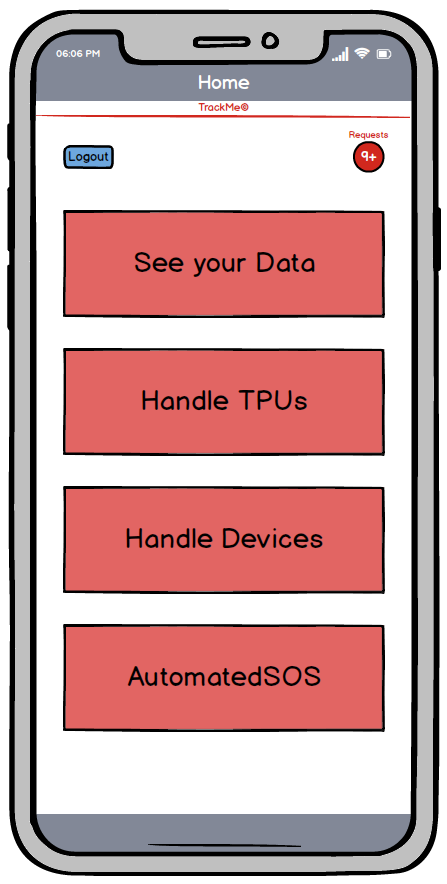 06:06 PM
Home
TrackMe©
Requests
Logout
9+
See your Data
Handle TPUs
Handle Devices
AutomatedSOS